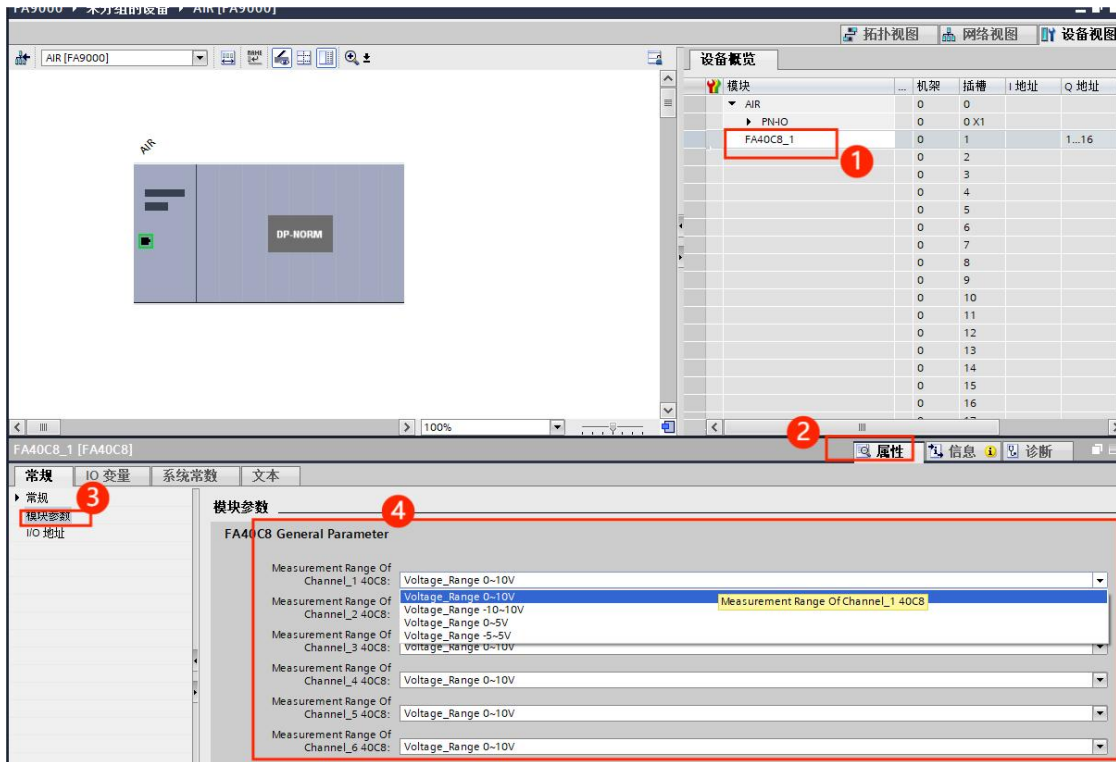 FA9000 ▸ 未分组的设备 ▸ AIR [FA9000]
拓扑视图 网络视图 设备视图
AIR [FA9000]
设备概览
模块 ... 机架 插槽 I 地址 Q 地址
AIR 0 0
PN-IO 0 0 X1
FA40C8_1 0 1 1...16
1
0 2
0 3
0 4
0 5
0 6
0 7
0 8
0 9
0 10
0 11
0 12
0 13
0 14
0 15
0 16
AIR
DP-NORM
100%
2
FA40C8_1 [FA40C8]
属性 信息 诊断
常规 IO 变量 系统常数 文本
常规
3
模块参数
I/O 地址
模块参数
4
FA40C8 General Parameter
Measurement Range Of
Channel_1 40C8: Voltage_Range 0~10V
Voltage_Range 0~10V
Voltage_Range -10~10V
Voltage_Range 0~5V
Voltage_Range -5~5V
Measurement Range Of Channel_1 40C8
Measurement Range Of
Channel_2 40C8:
Measurement Range Of
Channel_3 40C8: Voltage_Range 0~10V
Measurement Range Of
Channel_4 40C8: Voltage_Range 0~10V
Measurement Range Of
Channel_5 40C8: Voltage_Range 0~10V
Measurement Range Of
Channel_6 40C8: Voltage_Range 0~10V